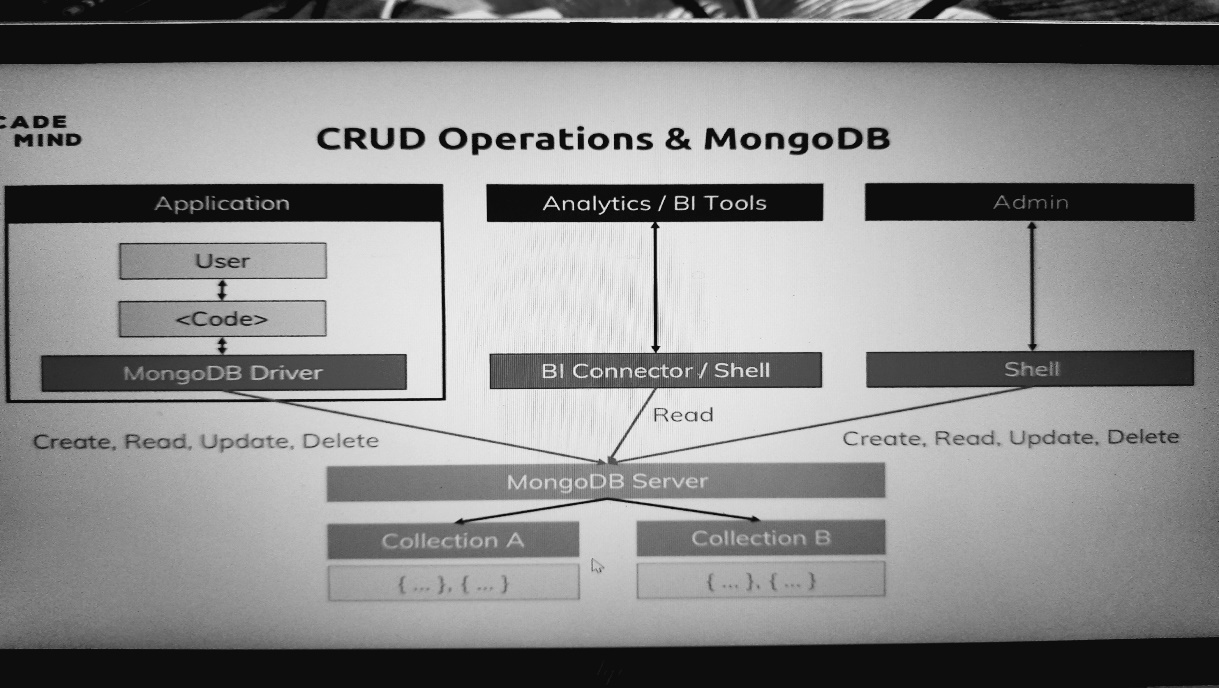 CADE
MIND
CRUD Operations & MongoDB
Application
User
<Code>
MongoDB Driver
Create, Read, Update, Delete
Analytics / BI Tools
BI Connector / Shell
Read
Admin
Shell
Create, Read, Update, Delete
MongoDB Server
Collection A
{ ... }, { ... }
Collection B
{ ... }, { ... }